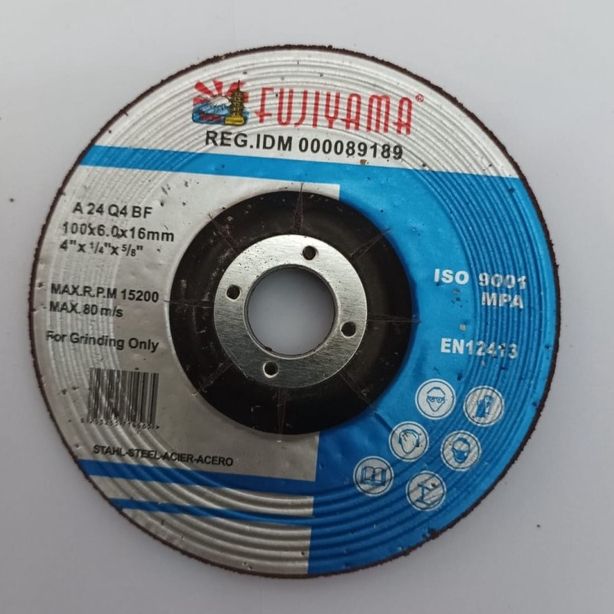 FUJIYAMA®
REG.IDM 000089189
A 24 Q4 BF
100x6.0x16mm
4"x 1/4"x 5/8"
MAX.R.P.M 15200
MAX. 80 m/s
For Grinding Only
STAHL-STEEL-ACIER-ACERO
ISO 9001
MPA
EN12413